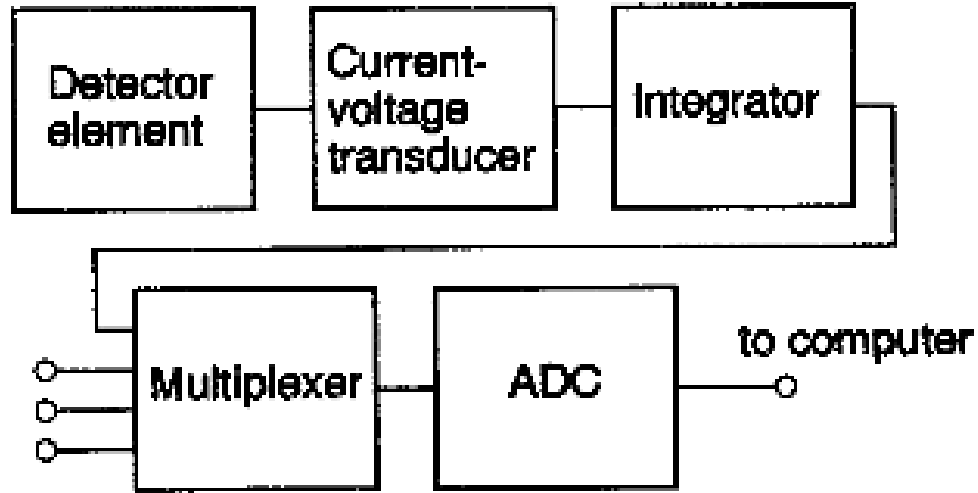 Detector
element
Current-
voltage
transducer
Integrator
Multiplexer
ADC
to computer